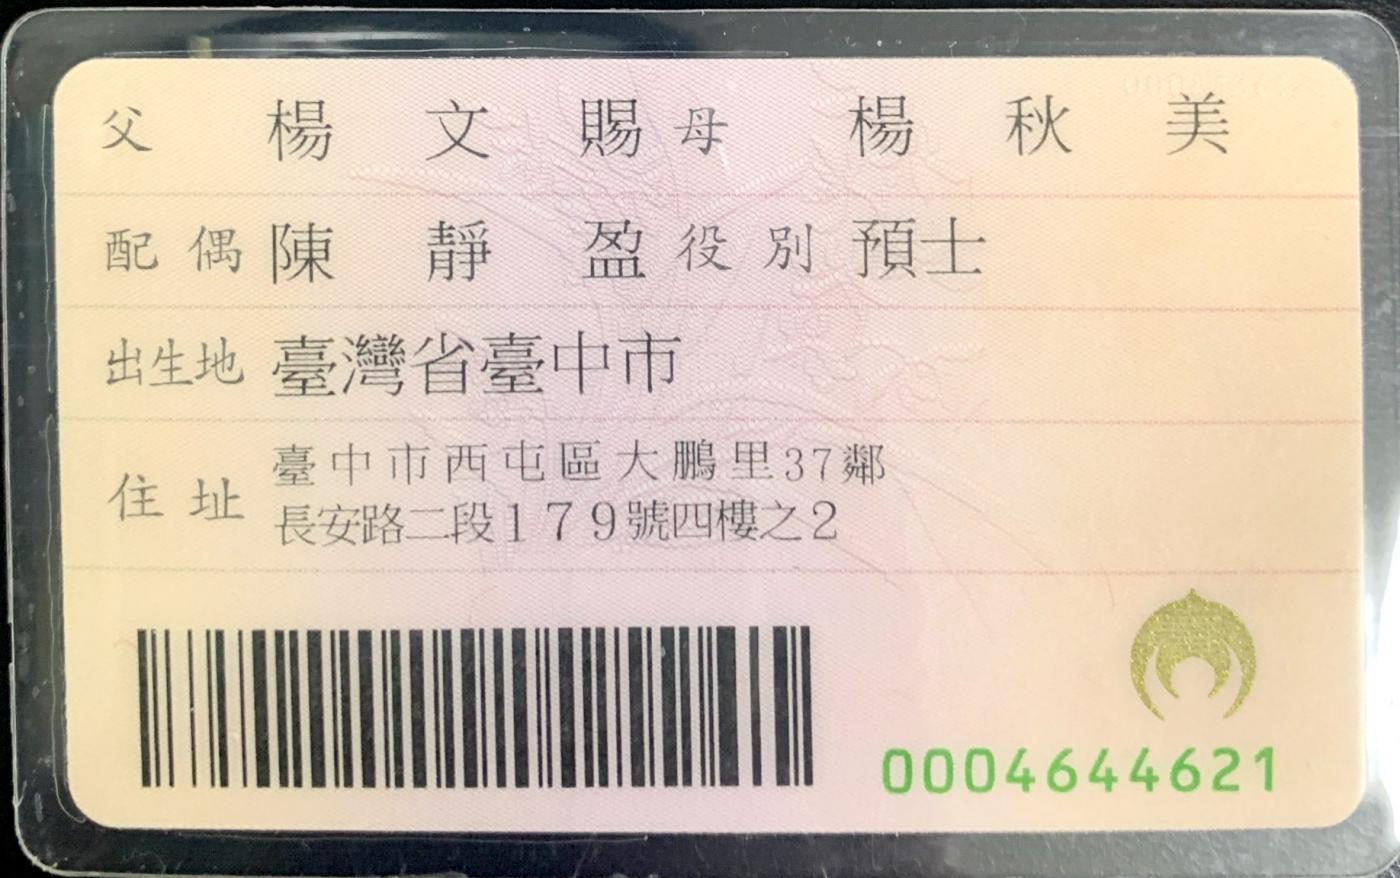 父 楊文賜 母 楊秋美
配偶 陳靜盈 役別 預士
出生地 臺灣省臺中市
住址 臺中市西屯區大鵬里37鄰
長安路二段179號四樓之2
0004644621